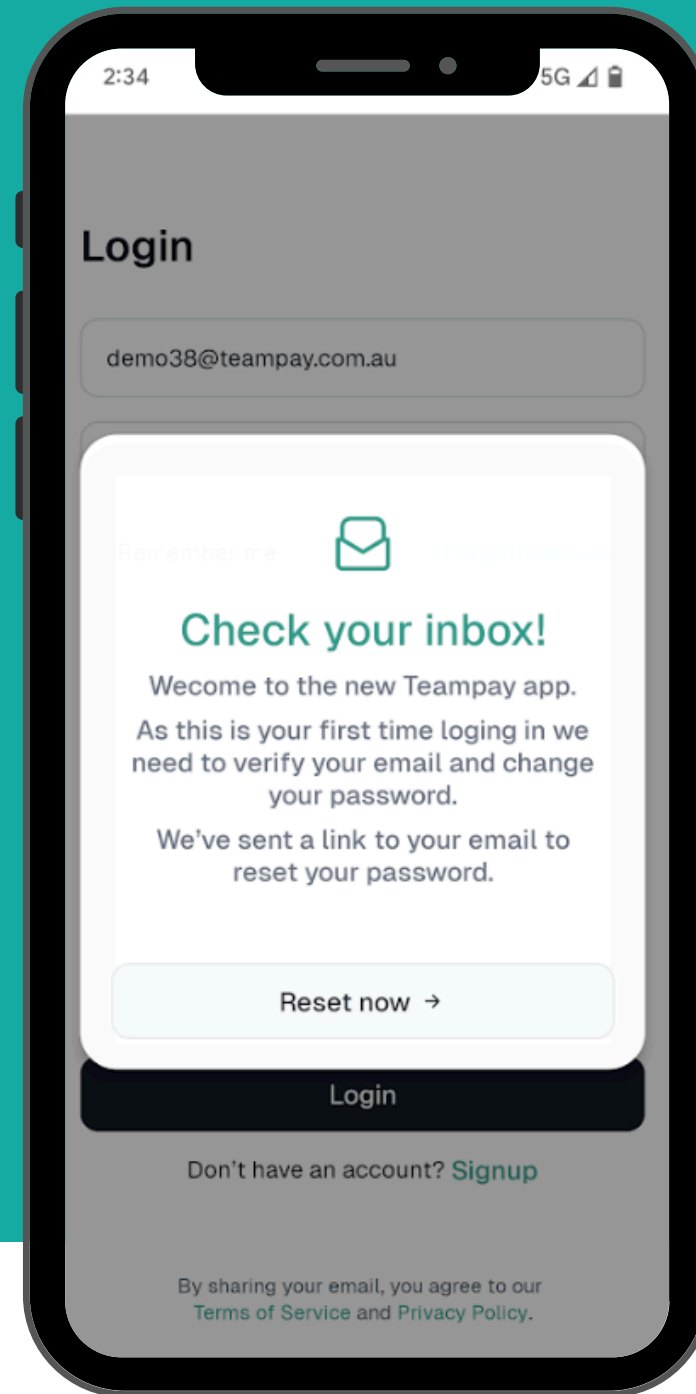 2:34
5G
Login
demo38@teampay.com.au
Remember me
Check your inbox!
Wecome to the new Teampay app.
As this is your first time loging in we
need to verify your email and change
your password.
We’ve sent a link to your email to
reset your password.
Reset now →
Login
Don’t have an account? Signup
By sharing your email, you agree to our
Terms of Service and Privacy Policy.